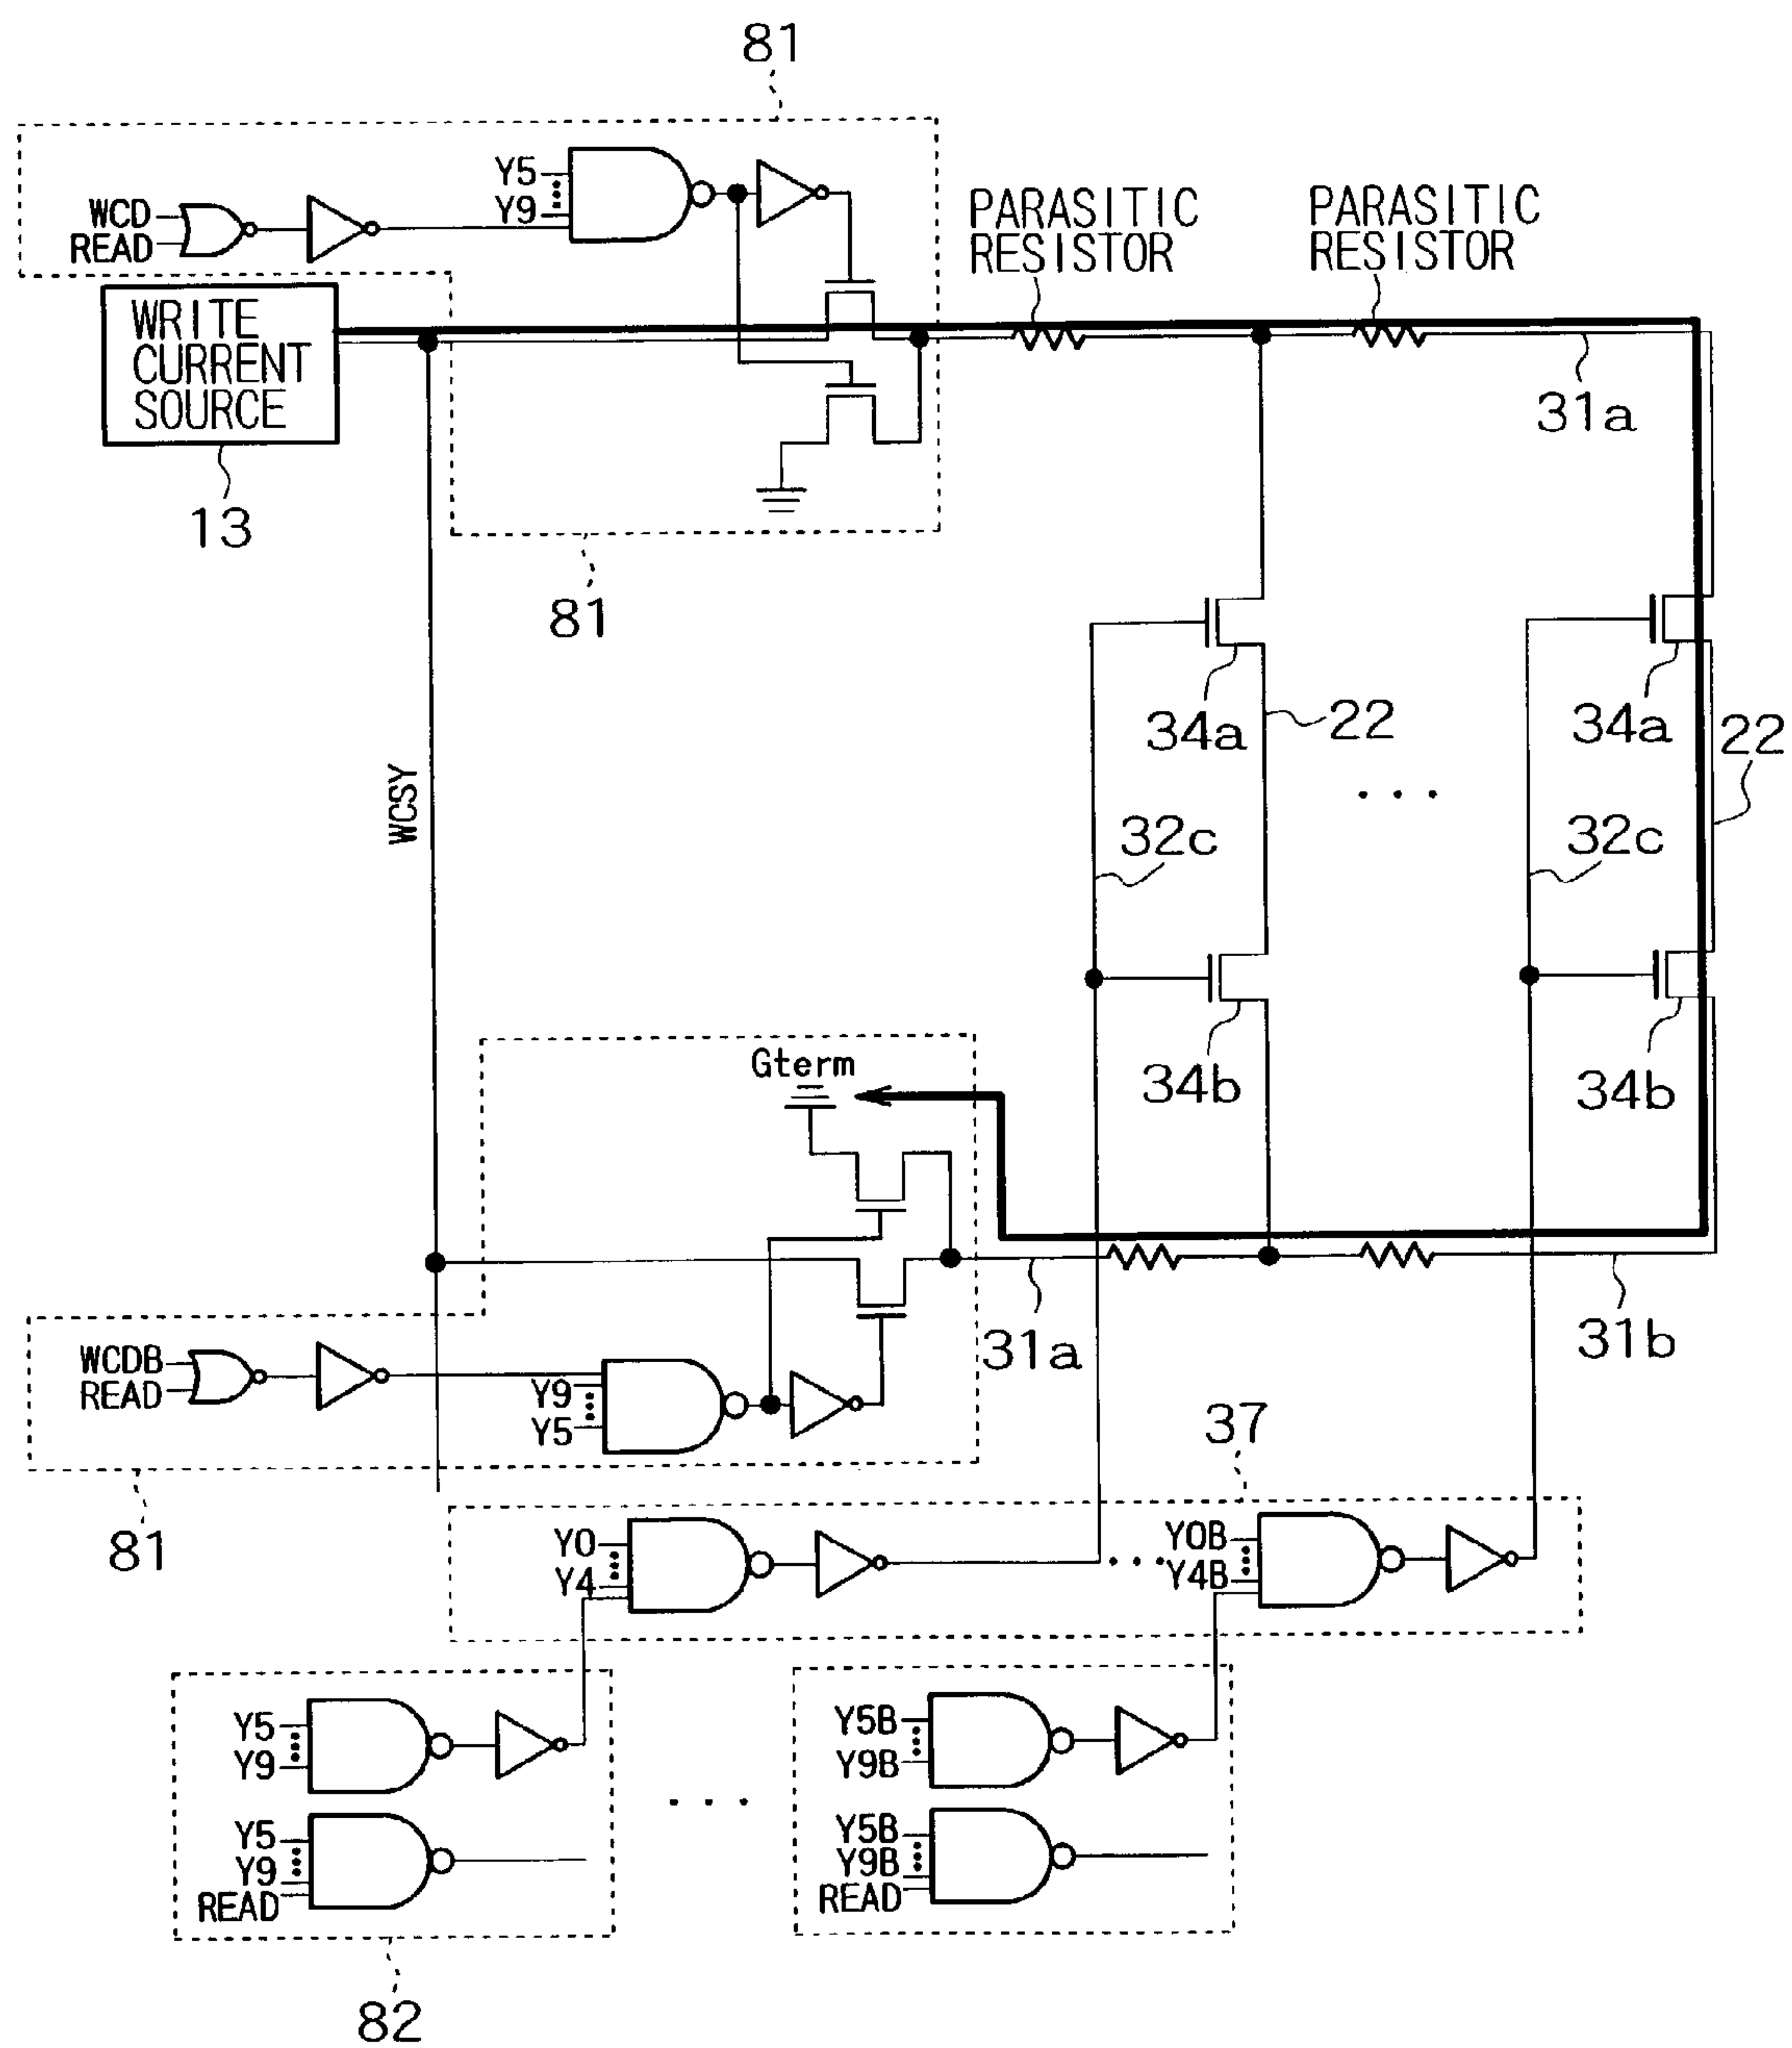 81
Y5
Y9
WCD
READ
PARASITIC
RESISTOR
PARASITIC
RESISTOR
WRITE
CURRENT
SOURCE
13
81
31a
34a
22
34a
22
WCSY
32c
32c
Gterm
34b
34b
31a
31b
WCDB
READ
Y9
Y5
81
37
Y0
Y4
Y0B
Y4B
Y5
Y9
Y5
Y9
READ
Y5B
Y9B
Y5B
Y9B
READ
82